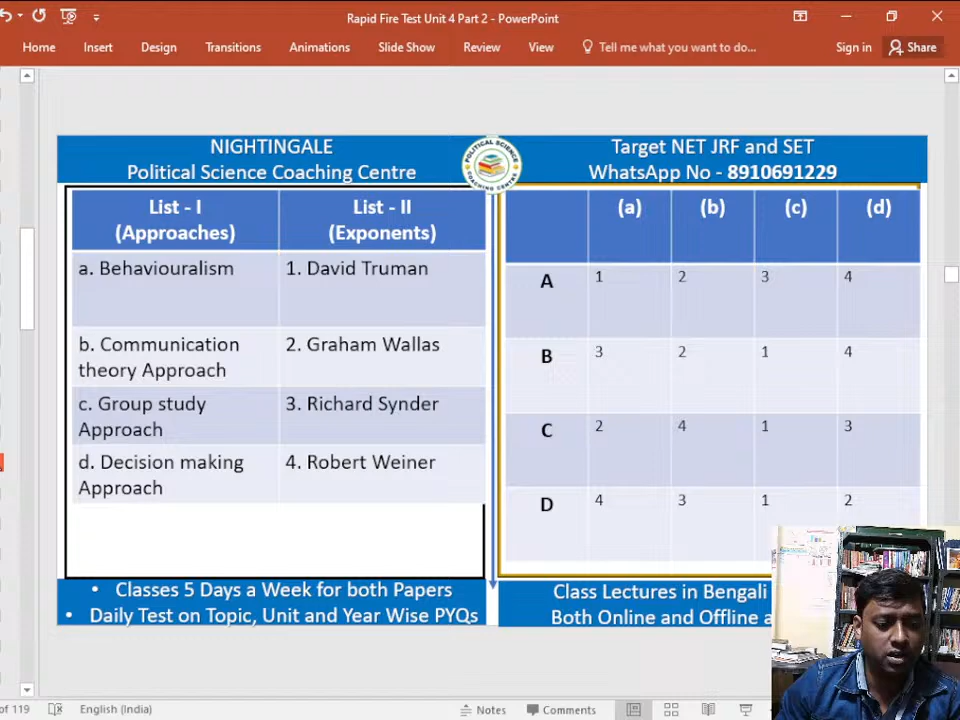 Rapid Fire Test Unit 4 Part 2 - PowerPoint
Home Insert Design Transitions Animations Slide Show Review View Tell me what you want to do... Sign in Share
NIGHTINGALE
Political Science Coaching Centre
POLITICAL SCIENCE
COACHING CENTRE
Target NET JRF and SET
WhatsApp No - 8910691229
List - I
(Approaches)
List - II
(Exponents)
a. Behaviouralism
1. David Truman
b. Communication
theory Approach
2. Graham Wallas
c. Group study
Approach
3. Richard Synder
d. Decision making
Approach
4. Robert Weiner
(a) (b) (c) (d)
A 1 2 3 4
B 3 2 1 4
C 2 4 1 3
D 4 3 1 2
• Classes 5 Days a Week for both Papers
• Daily Test on Topic, Unit and Year Wise PYQs
Class Lectures in Bengali
Both Online and Offline a
of 119 English (India) Notes Comments